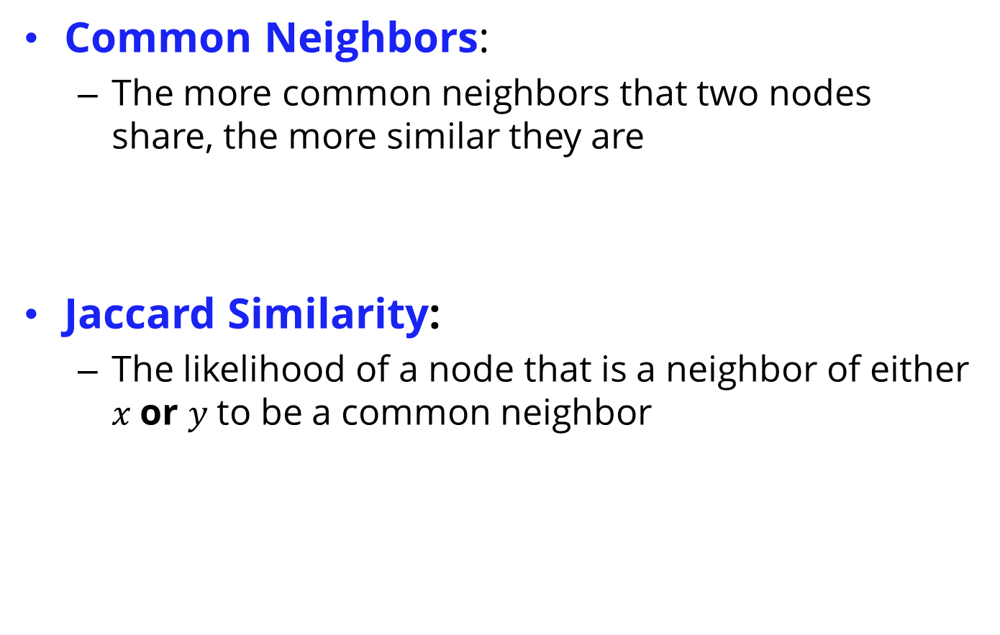 • Common Neighbors:
– The more common neighbors that two nodes
share, the more similar they are
• Jaccard Similarity:
– The likelihood of a node that is a neighbor of either
x or y to be a common neighbor